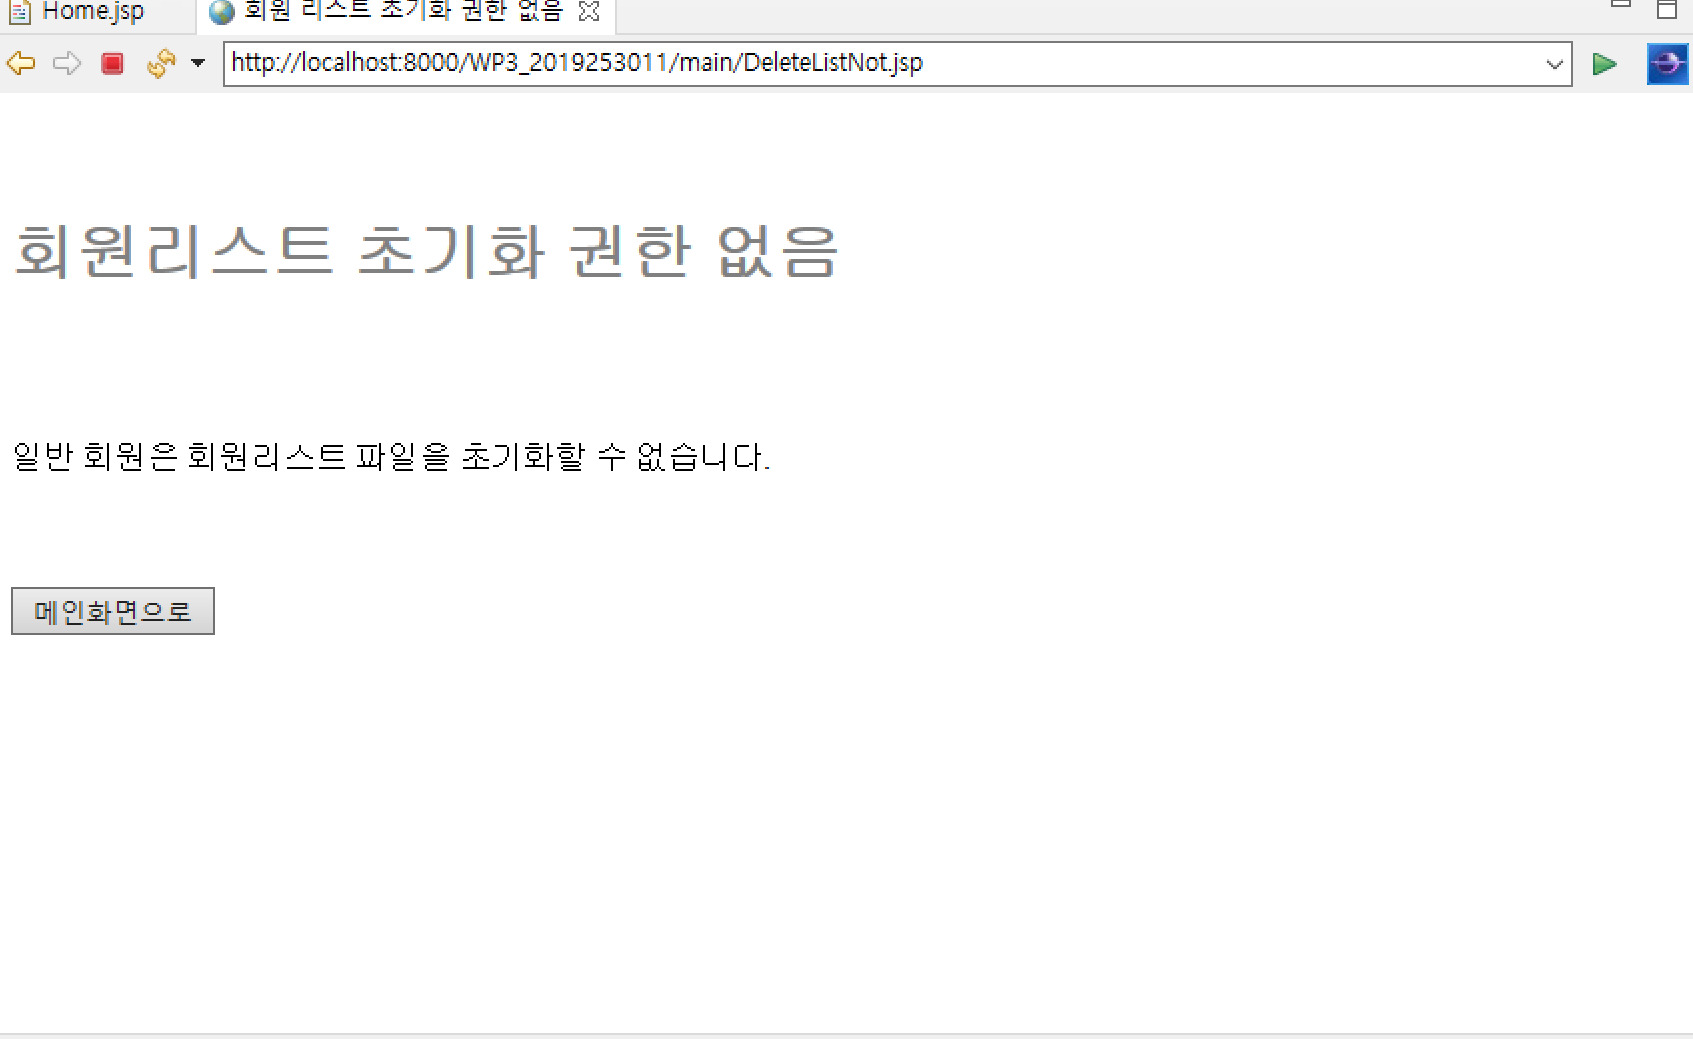 Home.jsp
회원 리스트 초기화 권한 없음
http://localhost:8000/WP3_2019253011/main/DeleteListNot.jsp
회원리스트 초기화 권한 없음
일반 회원은 회원리스트 파일을 초기화할 수 없습니다.
메인화면으로